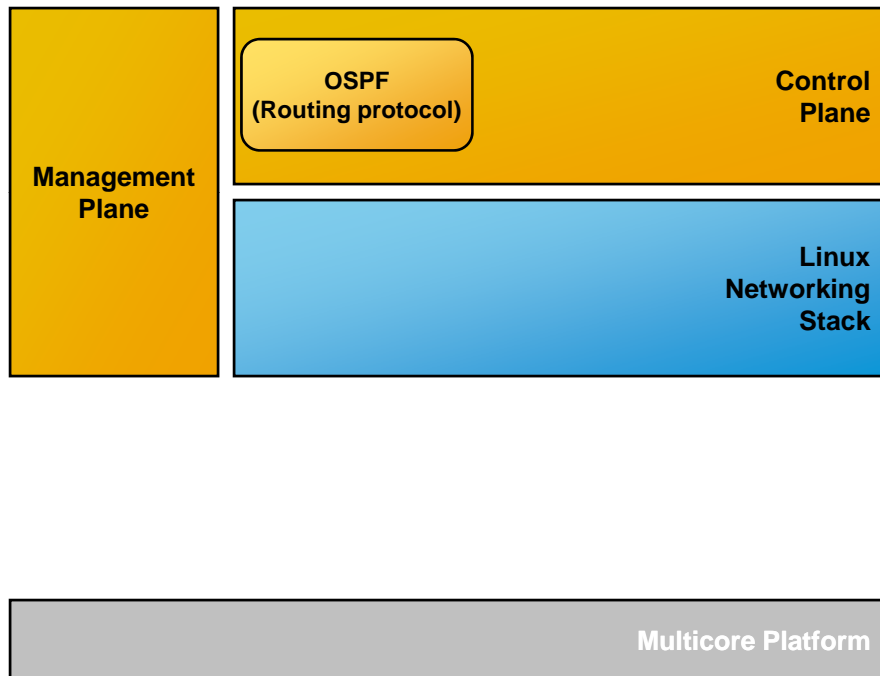 Management
Plane
OSPF
(Routing protocol)
Control
Plane
Linux
Networking
Stack
Multicore Platform